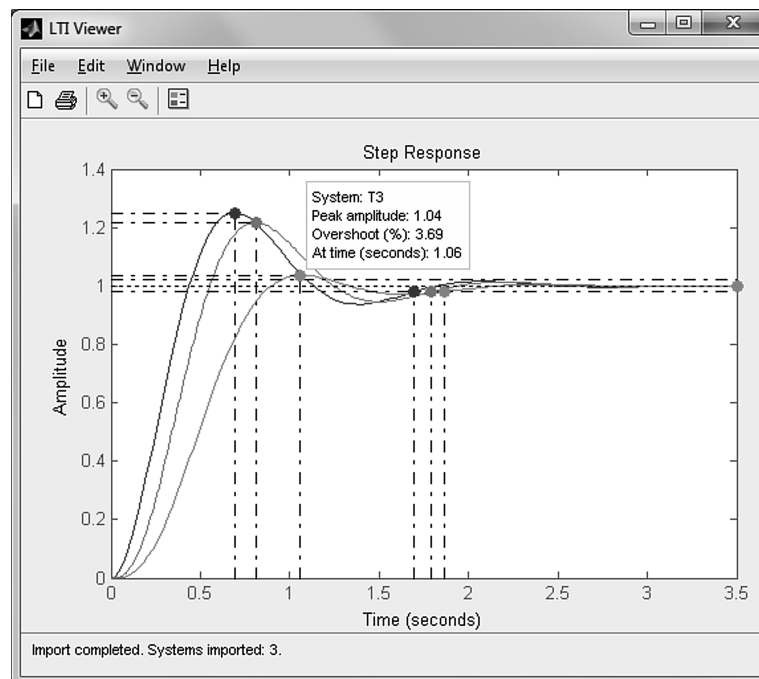 LTI Viewer
File Edit Window Help
Step Response
System: T3
Peak amplitude: 1.04
Overshoot (%): 3.69
At time (seconds): 1.06
Amplitude
1.4
1.2
1
0.8
0.6
0.4
0.2
0
0 0.5 1 1.5 2 2.5 3 3.5
Time (seconds)
Import completed. Systems imported: 3.